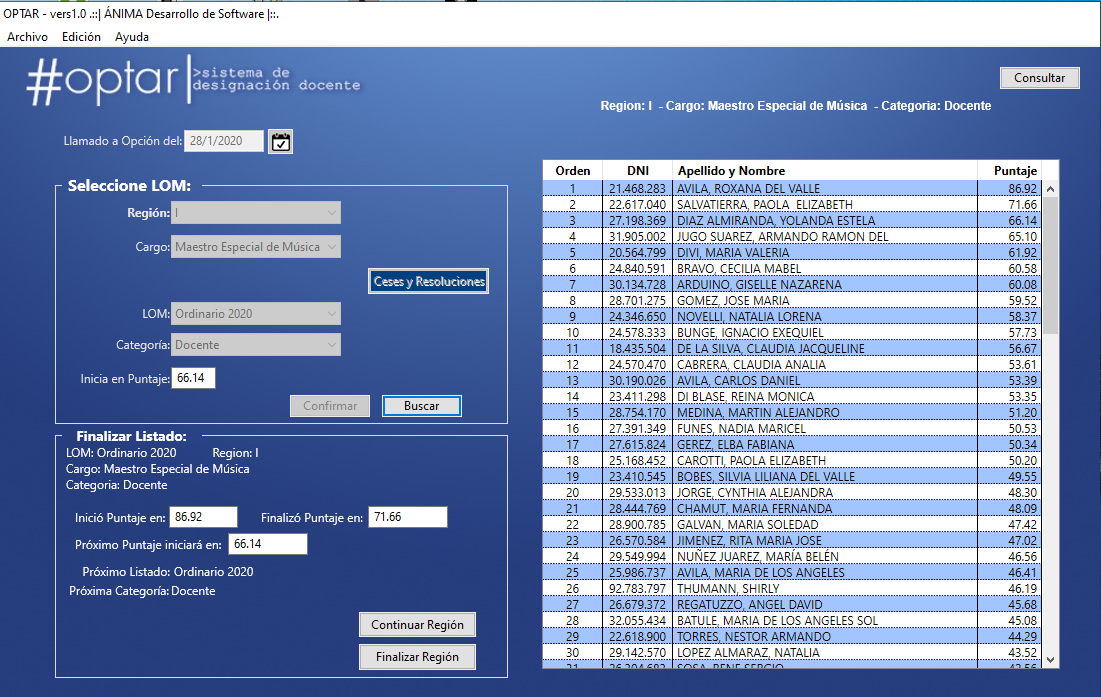 OPTAR - vers1.0 .::| ÁNIMA Desarrollo de Software |::.
Archivo Edición Ayuda
#optar >sistema de
designación docente
Consultar
Region: I - Cargo: Maestro Especial de Música - Categoria: Docente
Llamado a Opción del: 28/1/2020
Seleccione LOM:
Región: I
Cargo: Maestro Especial de Música
Ceses y Resoluciones
LOM: Ordinario 2020
Categoría: Docente
Inicia en Puntaje: 66.14
Confirmar Buscar
Finalizar Listado:
LOM: Ordinario 2020 Region: I
Cargo: Maestro Especial de Música
Categoria: Docente
Inició Puntaje en: 86.92 Finalizó Puntaje en: 71.66
Próximo Puntaje iniciará en: 66.14
Próximo Listado: Ordinario 2020
Próxima Categoría: Docente
Continuar Región
Finalizar Región
Orden DNI Apellido y Nombre Puntaje
1 21.468.283 AVILA, ROXANA DEL VALLE 86.92
2 22.617.040 SALVATIERRA, PAOLA ELIZABETH 71.66
3 27.198.369 DIAZ ALMIRANDA, YOLANDA ESTELA 66.14
4 31.905.002 JUGO SUAREZ, ARMANDO RAMON DEL 65.10
5 20.564.799 DIVI, MARIA VALERIA 61.92
6 24.840.591 BRAVO, CECILIA MABEL 60.58
7 30.134.728 ARDUINO, GISELLE NAZARENA 60.08
8 28.701.275 GOMEZ, JOSE MARIA 59.52
9 24.346.650 NOVELLI, NATALIA LORENA 58.37
10 24.578.333 BUNGE, IGNACIO EXEQUIEL 57.73
11 18.435.504 DE LA SILVA, CLAUDIA JACQUELINE 56.67
12 24.570.470 CABRERA, CLAUDIA ANALIA 53.61
13 30.190.026 AVILA, CARLOS DANIEL 53.39
14 23.411.298 DI BLASE, REINA MONICA 53.35
15 28.754.170 MEDINA, MARTIN ALEJANDRO 51.20
16 27.391.349 FUNES, NADIA MARICEL 50.53
17 27.615.824 GEREZ, ELBA FABIANA 50.34
18 25.168.452 CAROTTI, PAOLA ELIZABETH 50.20
19 23.410.545 BOBES, SILVIA LILIANA DEL VALLE 49.55
20 29.533.013 JORGE, CYNTHIA ALEJANDRA 48.30
21 28.444.769 CHAMUT, MARIA FERNANDA 48.09
22 28.900.785 GALVAN, MARIA SOLEDAD 47.42
23 26.570.584 JIMENEZ, RITA MARIA JOSE 47.02
24 29.549.994 NUÑEZ JUAREZ, MARÍA BELÉN 46.56
25 25.986.737 AVILA, MARIA DE LOS ANGELES 46.41
26 92.783.797 THUMANN, SHIRLY 46.19
27 26.679.372 REGATUZZO, ANGEL DAVID 45.68
28 32.055.434 BATULE, MARIA DE LOS ANGELES SOL 45.08
29 22.618.900 TORRES, NESTOR ARMANDO 44.29
30 29.142.570 LOPEZ ALMARAZ, NATALIA 43.52